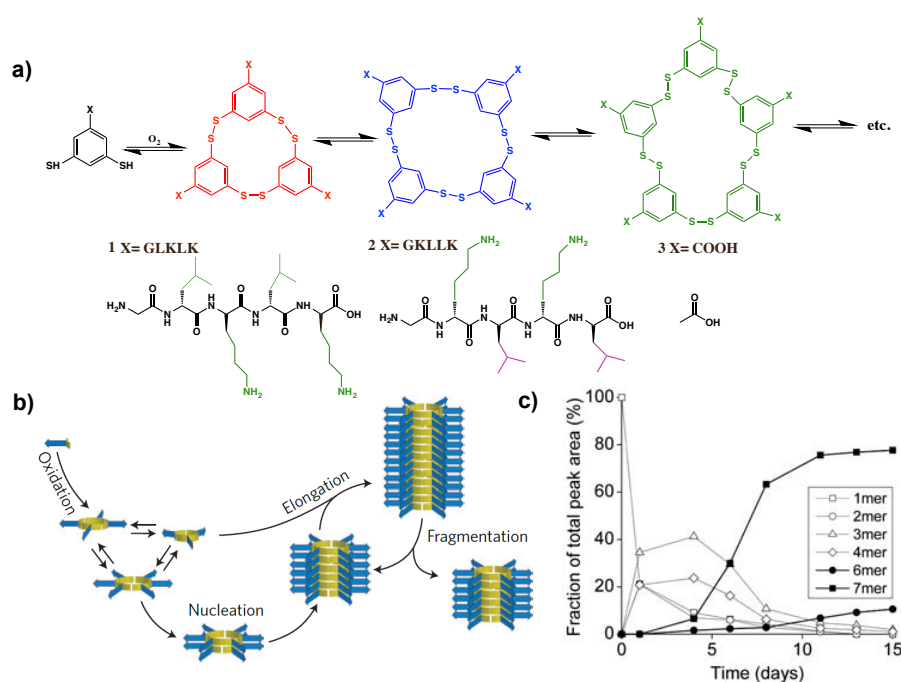 a)
X
SH
SH
O₂
X
S
S
S
S
X
S–S
X
X
S–S
X
S
S
S
S
X
S–S
X
X
S
S
S
S
X
X
S
S
S
S
X
S–S
X
etc.
1 X= GLKLK
2 X= GKLLK
3 X= COOH
H₂N
O
N
H
O
H
N
O
N
H
O
H
N
O
OH
NH₂
NH₂
NH₂
NH₂
H₂N
O
N
H
O
H
N
O
N
H
O
H
N
O
OH
O
OH
b)
Oxidation
Nucleation
Elongation
Fragmentation
c)
Fraction of total peak area (%)
100
80
60
40
20
0
1mer
2mer
3mer
4mer
6mer
7mer
0
5
10
15
Time (days)